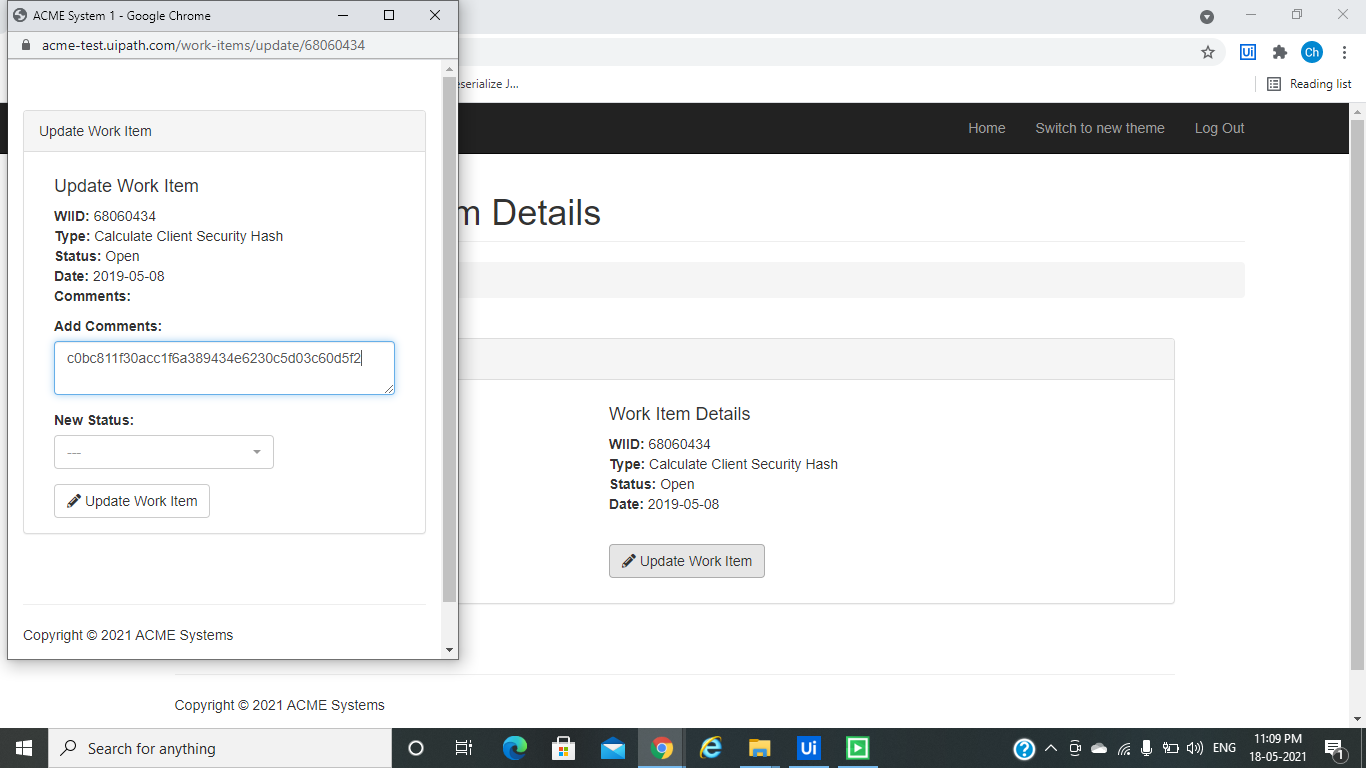 ACME System 1 - Google Chrome
acme-test.uipath.com/work-items/update/68060434
Update Work Item
Update Work Item
WIID: 68060434
Type: Calculate Client Security Hash
Status: Open
Date: 2019-05-08
Comments:
Add Comments:
c0bc811f30acc1f6a389434e6230c5d03c60d5f2
New Status:
---
Update Work Item
Copyright © 2021 ACME Systems
Ui
Ch
eserialize J...
Reading list
Home
Switch to new theme
Log Out
m Details
Work Item Details
WIID: 68060434
Type: Calculate Client Security Hash
Status: Open
Date: 2019-05-08
Update Work Item
Copyright © 2021 ACME Systems
Search for anything
Ui
ENG
11:09 PM
18-05-2021
1